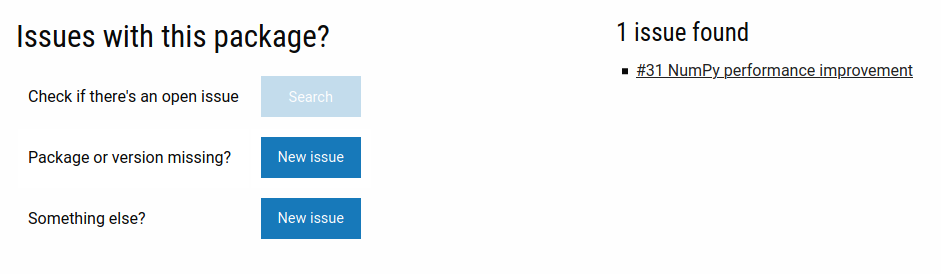 Issues with this package?
Check if there's an open issue
Search
Package or version missing?
New issue
Something else?
New issue
1 issue found
#31 NumPy performance improvement